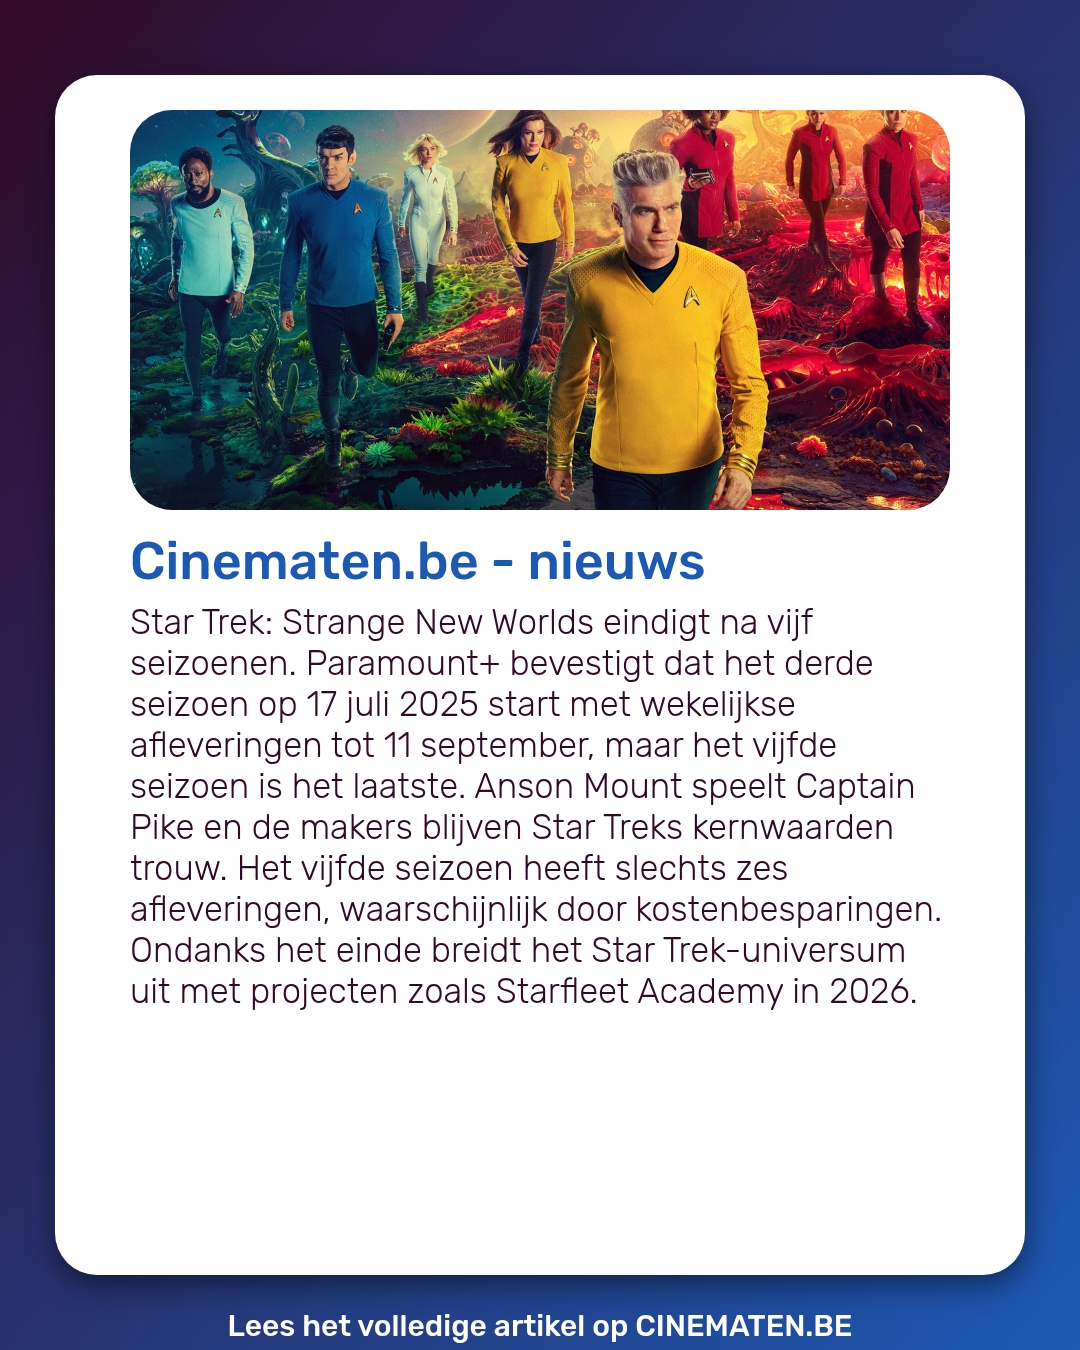 Cinematen.be - nieuws
Star Trek: Strange New Worlds eindigt na vijf
seizoenen. Paramount+ bevestigt dat het derde
seizoen op 17 juli 2025 start met wekelijkse
afleveringen tot 11 september, maar het vijfde
seizoen is het laatste. Anson Mount speelt Captain
Pike en de makers blijven Star Treks kernwaarden
trouw. Het vijfde seizoen heeft slechts zes
afleveringen, waarschijnlijk door kostenbesparingen.
Ondanks het einde breidt het Star Trek-universum
uit met projecten zoals Starfleet Academy in 2026.
Lees het volledige artikel op CINEMATEN.BE